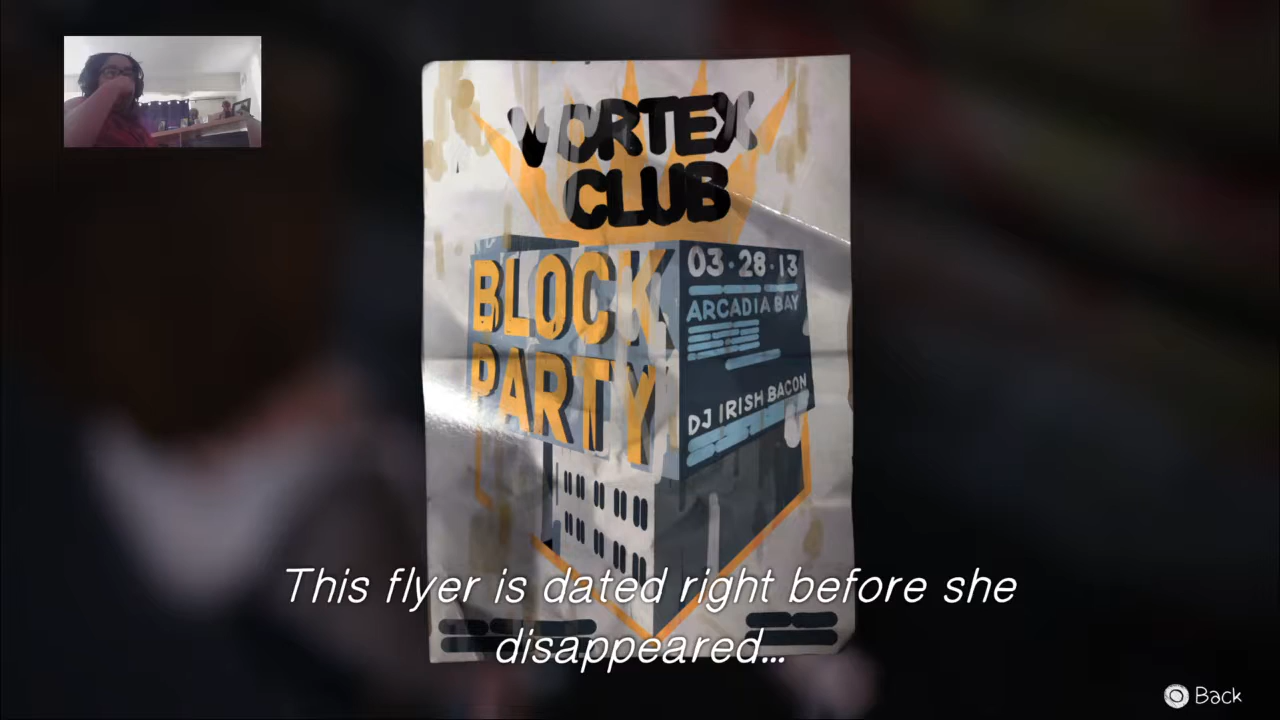 VORTEX
CLUB
BLOCK
PARTY
03·28·13
ARCADIA BAY
DJ IRISH BACON
This flyer is dated right before she
disappeared...
Back